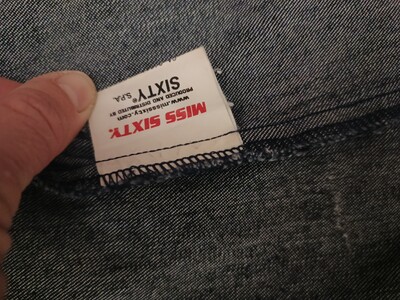 MISS SIXTY.
www.misssixty.com
PRODUCED AND DISTRIBUTED BY
SIXTY® S.P.A.